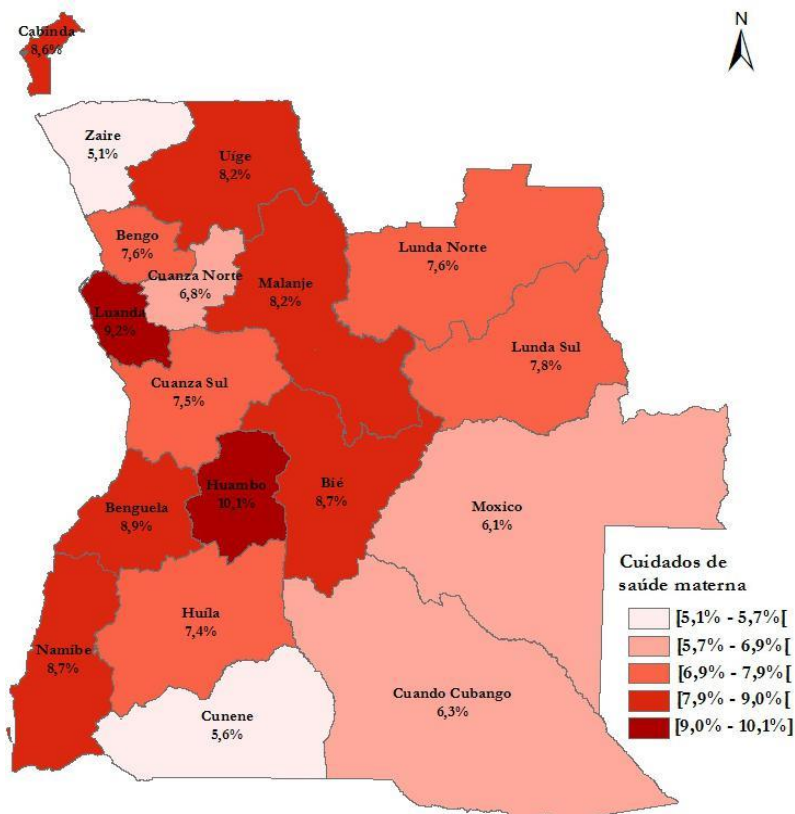 N
Cabinda
8,6%
Zaire
5,1%
Uíge
8,2%
Bengo
7,6%
Cuanza Norte
6,8%
Malanje
8,2%
Lunda Norte
7,6%
Luanda
9,2%
Lunda Sul
7,8%
Cuanza Sul
7,5%
Huambo
10,1%
Bié
8,7%
Benguela
8,9%
Moxico
6,1%
Huíla
7,4%
Namibe
8,7%
Cuando Cubango
6,3%
Cunene
5,6%
Cuidados de
saúde materna
[5,1% - 5,7%[
[5,7% - 6,9%[
[6,9% - 7,9%[
[7,9% - 9,0%[
[9,0% - 10,1%]